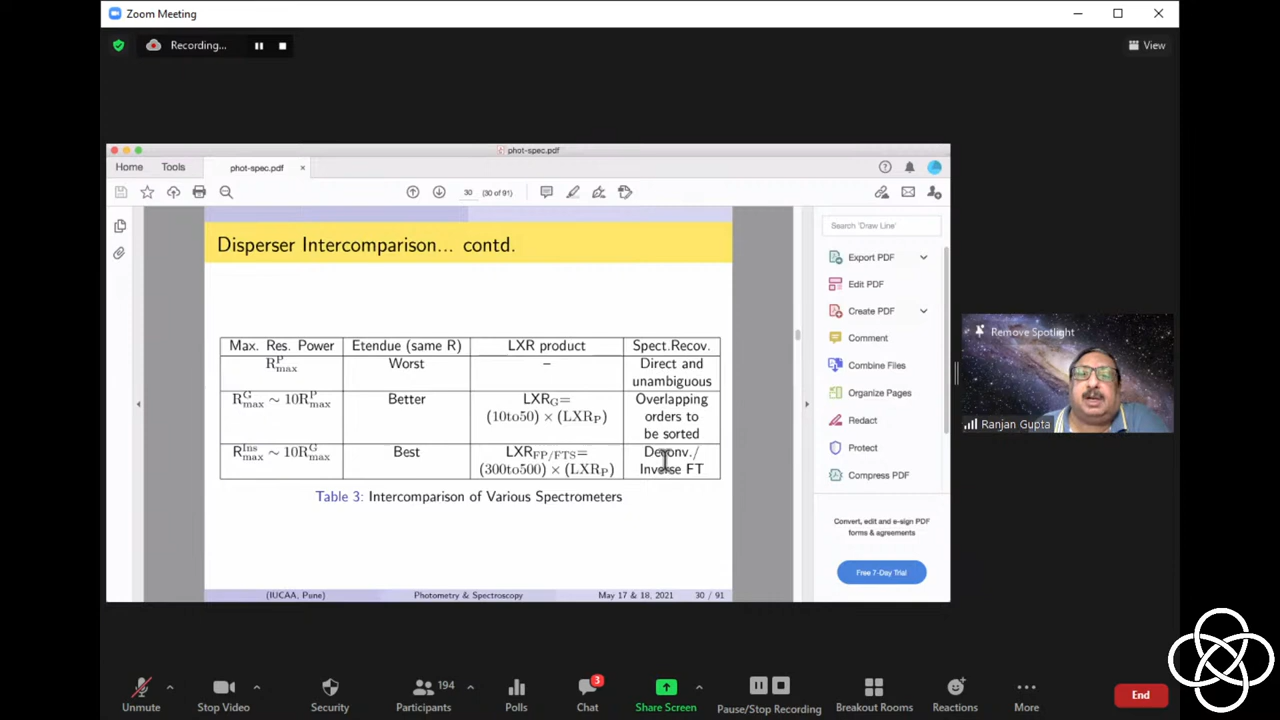 Zoom Meeting
Recording...
View
phot-spec.pdf
Home Tools phot-spec.pdf ×
30 (30 of 91)
Search 'Draw Line'
Disperser Intercomparison... contd.
Export PDF
Edit PDF
Create PDF
Comment
Combine Files
Organize Pages
Redact
Protect
Compress PDF
Convert, edit and e-sign PDF
forms & agreements
Free 7-Day Trial
Max. Res. Power Etendue (same R) LXR product Spect.Recov.
R^P_max Worst – Direct and
unambiguous
R^G_max ∼ 10R^P_max Better LXR_G= Overlapping
(10to50) × (LXR_P) orders to
be sorted
R^Ins_max ∼ 10R^G_max Best LXR_FP/FTS= Deconv./
(300to500) × (LXR_P) Inverse FT
Table 3: Intercomparison of Various Spectrometers
(IUCAA, Pune) Photometry & Spectroscopy May 17 & 18, 2021 30 / 91
Remove Spotlight
Ranjan Gupta
194
3
Unmute Stop Video Security Participants Polls Chat Share Screen Pause/Stop Recording Breakout Rooms Reactions More End